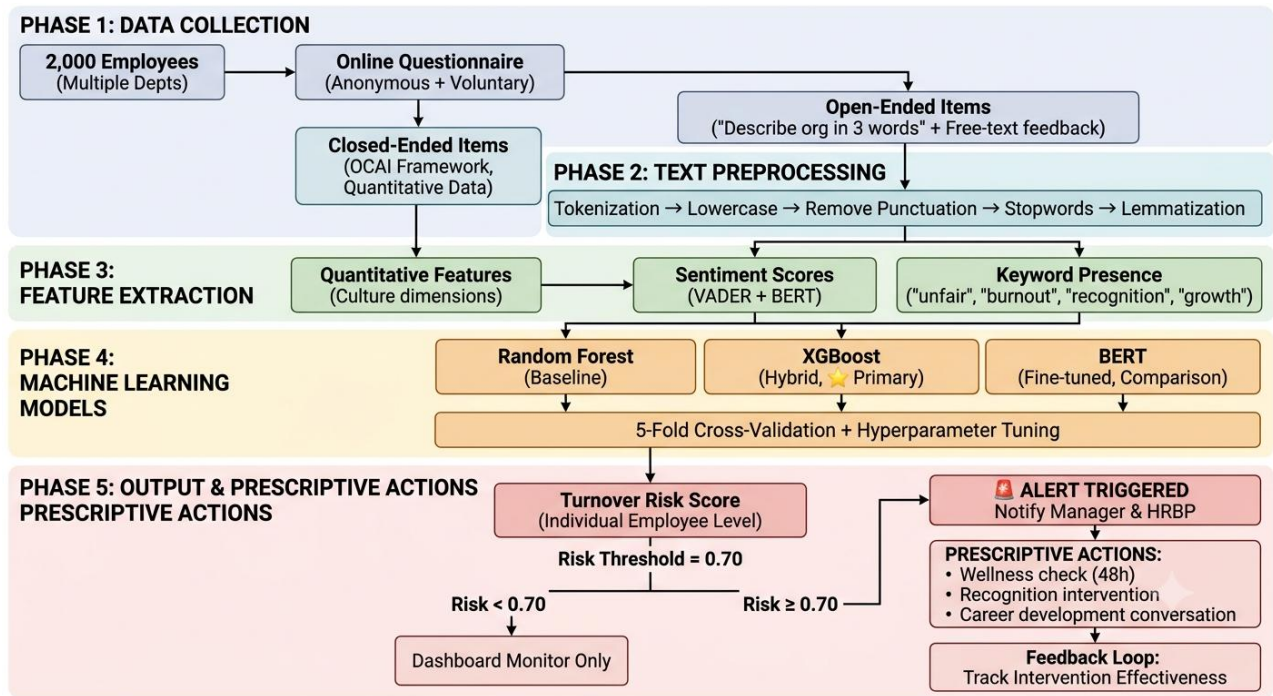 PHASE 1: DATA COLLECTION
2,000 Employees
(Multiple Depts)
Online Questionnaire
(Anonymous + Voluntary)
Open-Ended Items
("Describe org in 3 words" + Free-text feedback)
Closed-Ended Items
(OCAI Framework,
Quantitative Data)
PHASE 2: TEXT PREPROCESSING
Tokenization → Lowercase → Remove Punctuation → Stopwords → Lemmatization
PHASE 3:
FEATURE EXTRACTION
Quantitative Features
(Culture dimensions)
Sentiment Scores
(VADER + BERT)
Keyword Presence
("unfair", "burnout", "recognition", "growth")
PHASE 4:
MACHINE LEARNING
MODELS
Random Forest
(Baseline)
XGBoost
(Hybrid, ⭐ Primary)
BERT
(Fine-tuned, Comparison)
5-Fold Cross-Validation + Hyperparameter Tuning
PHASE 5: OUTPUT & PRESCRIPTIVE ACTIONS
PRESCRIPTIVE ACTIONS
Turnover Risk Score
(Individual Employee Level)
Risk Threshold = 0.70
Risk < 0.70
Risk ≥ 0.70
Dashboard Monitor Only
🚨 ALERT TRIGGERED
Notify Manager & HRBP
PRESCRIPTIVE ACTIONS:
• Wellness check (48h)
• Recognition intervention
• Career development conversation
Feedback Loop:
Track Intervention Effectiveness